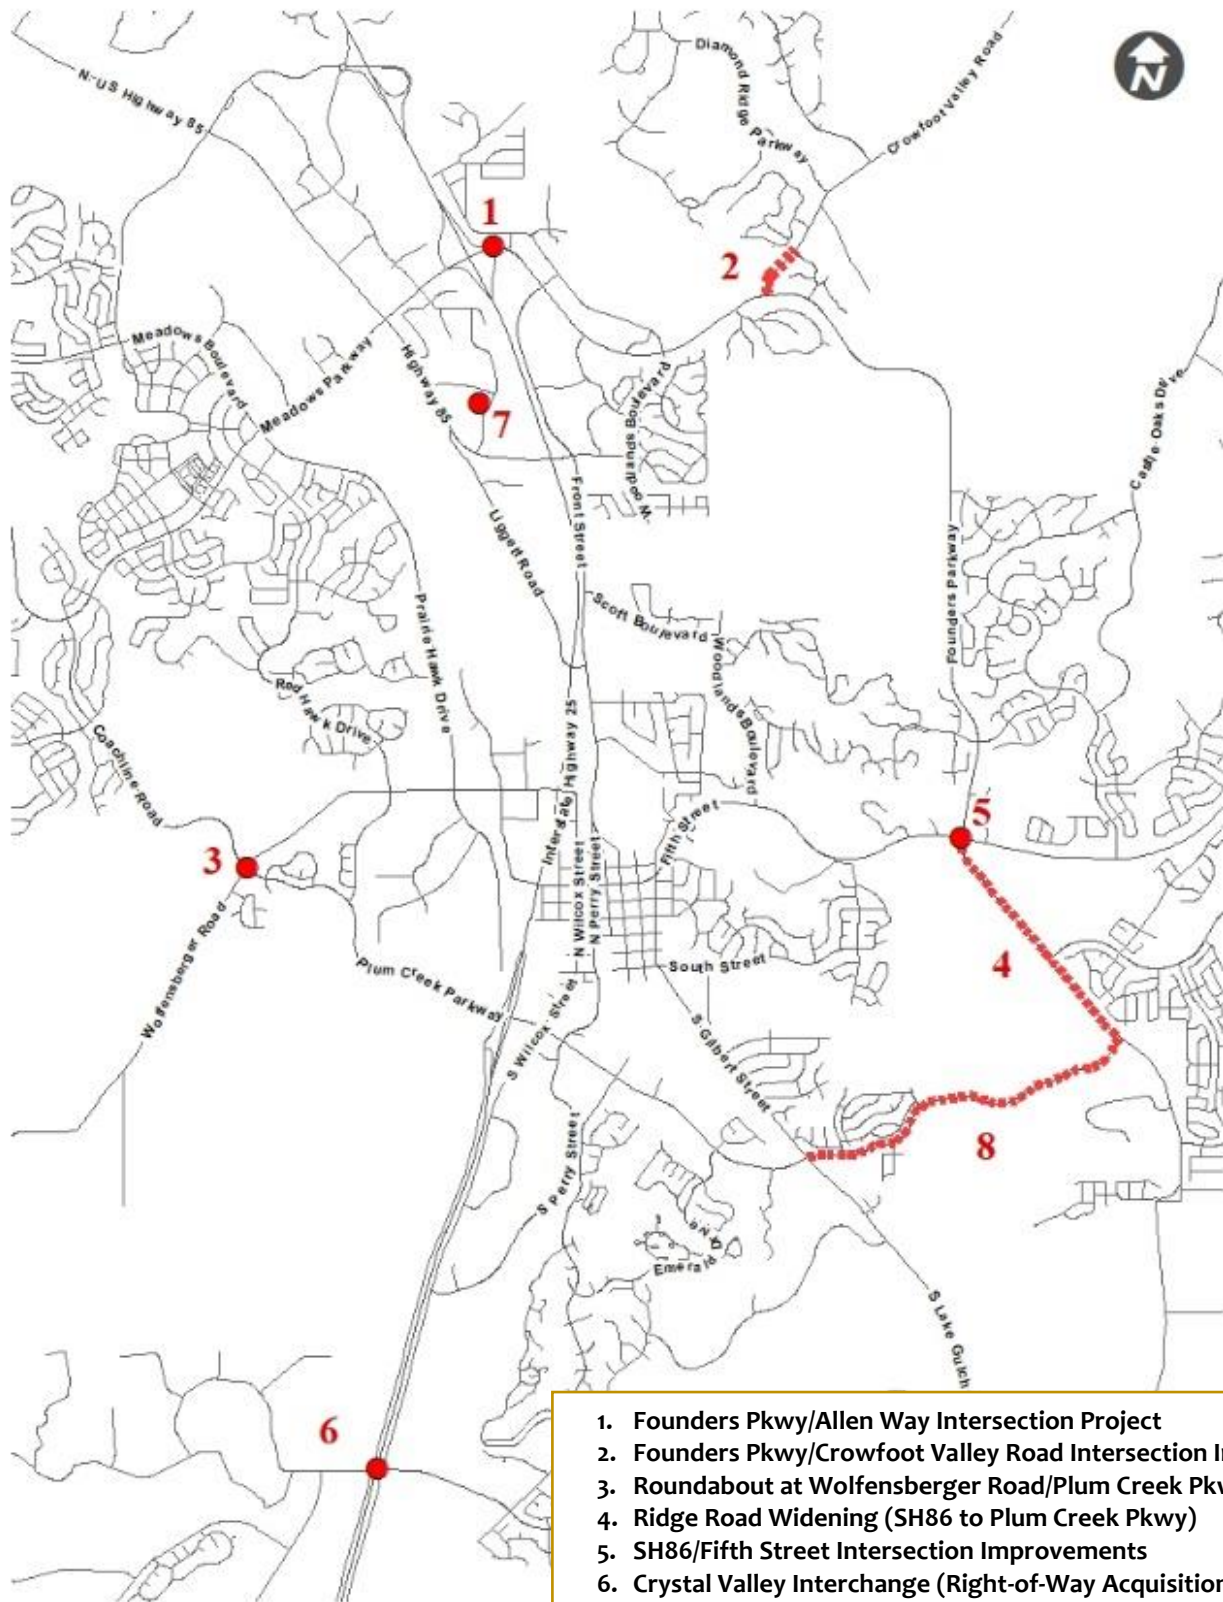 N
Diamond Ridge Parkway
Crowfoot Valley Road
N US Highway 85
1
2
Meadows Boulevard
Meadows Parkway
Highway 85
7
Woodlands Boulevard
Castle Oaks Drive
Front Street
Liggett Road
Founders Parkway
Scott Boulevard
Woodlands Boulevard
Prairie Hawk Drive
Red Hawk Drive
Coachline Road
Interstate Highway 25
Fifth Street
5
3
N Wilcox Street
N Perry Street
Wolfensberger Road
Plum Creek Parkway
South Street
4
S Wilcox Street
S Gilbert Street
S Perry Street
8
Emerald Drive
S Lake Gulch
6
1. Founders Pkwy/Allen Way Intersection Project
2. Founders Pkwy/Crowfoot Valley Road Intersection I
3. Roundabout at Wolfensberger Road/Plum Creek Pk
4. Ridge Road Widening (SH86 to Plum Creek Pkwy)
5. SH86/Fifth Street Intersection Improvements
6. Crystal Valley Interchange (Right-of-Way Acquisition